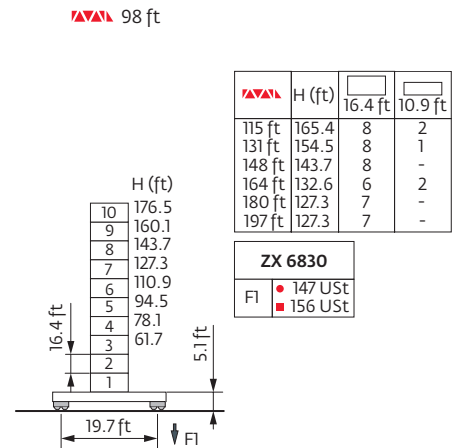 98 ft
H (ft) 16.4 ft 10.9 ft
115 ft 165.4 8 2
131 ft 154.5 8 1
148 ft 143.7 8 -
164 ft 132.6 6 2
180 ft 127.3 7 -
197 ft 127.3 7 -
ZX 6830
F1 147 USt
156 USt
H (ft)
10 176.5
9 160.1
8 143.7
7 127.3
6 110.9
5 94.5
4 78.1
3 61.7
2
1
16.4 ft
5.1 ft
19.7 ft
F1